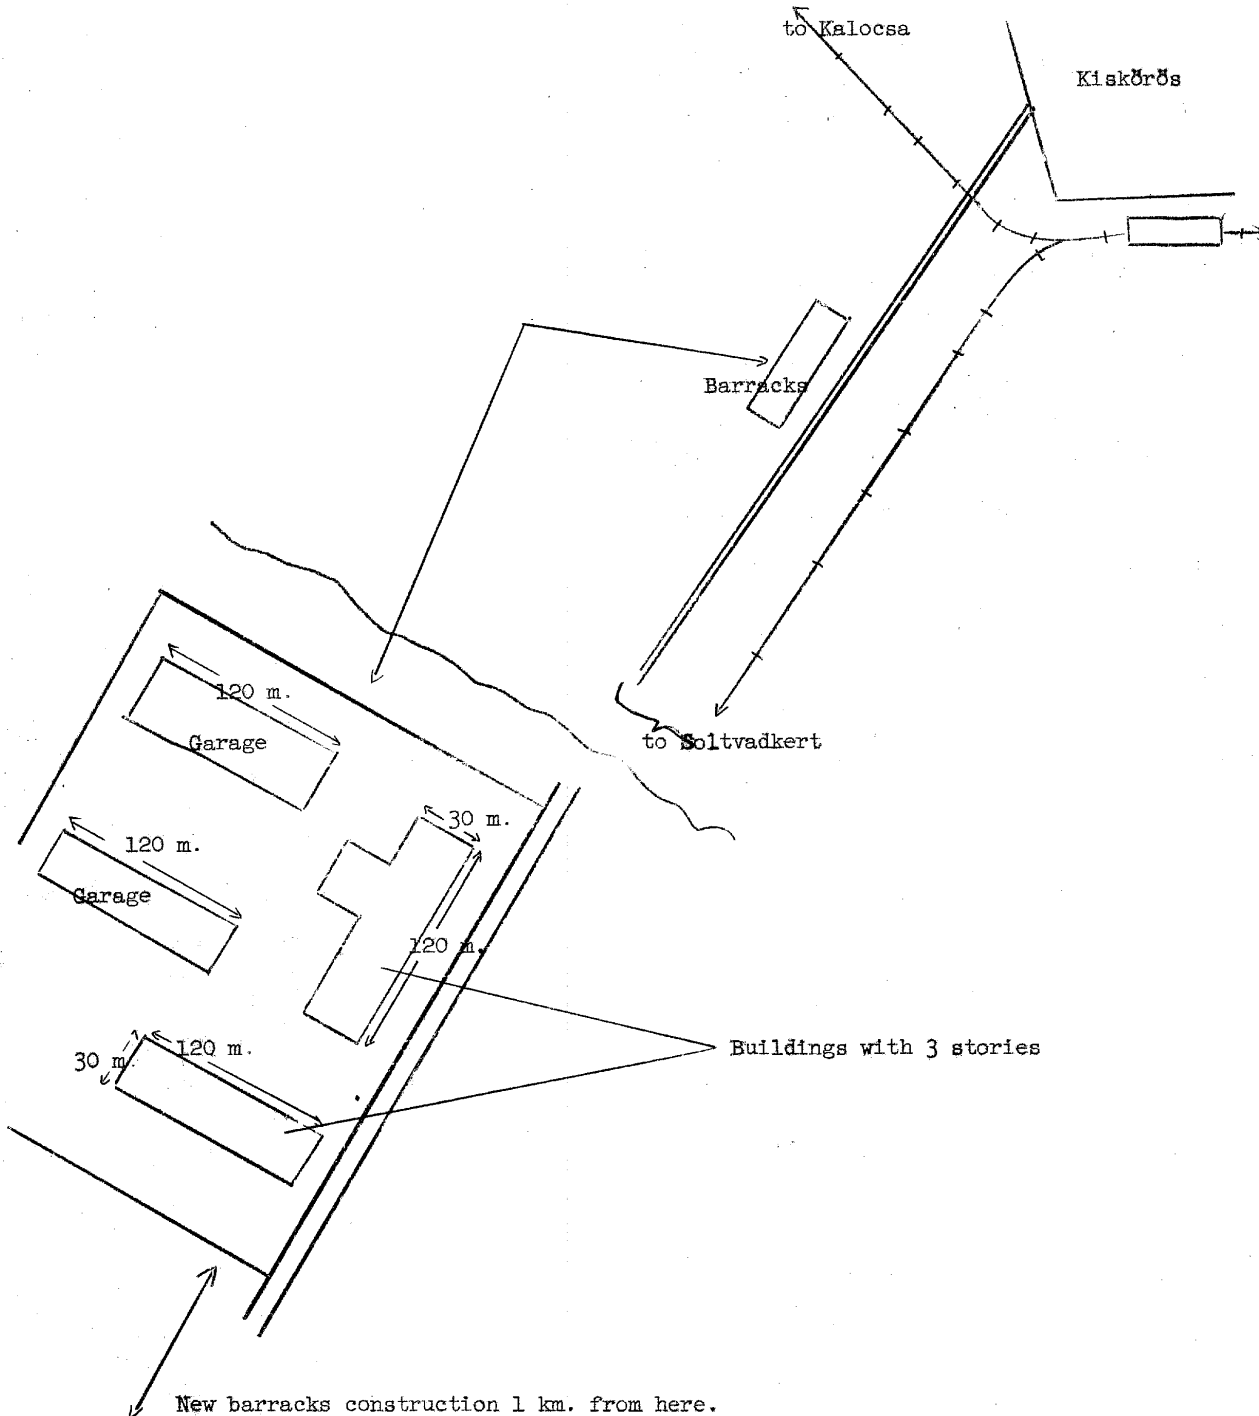 to Kalocsa
Kiskőrös
Barracks
to Soltvadkert
120 m.
Garage
30 m.
120 m.
Garage
120 m.
30 m.
120 m.
Buildings with 3 stories
New barracks construction 1 km. from here.